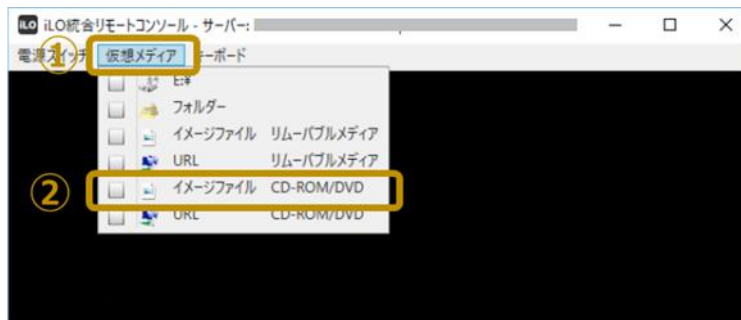 iLO iLO統合リモートコンソール - サーバー:
① 電源スイッチ 仮想メディア キーボード
E:¥
フォルダー
イメージファイル リムーバブルメディア
URL リムーバブルメディア
② イメージファイル CD-ROM/DVD
URL CD-ROM/DVD